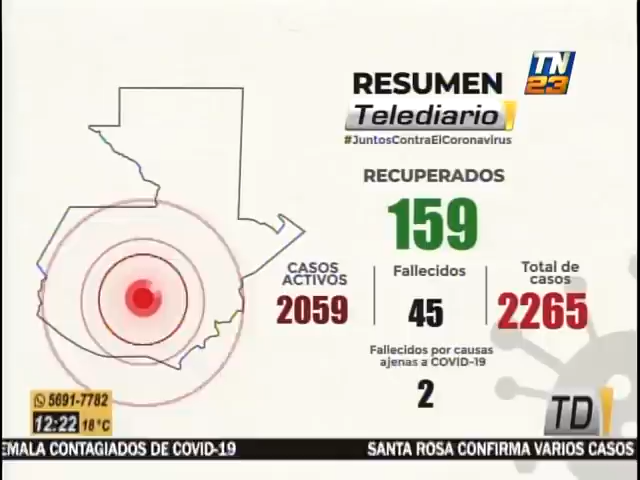 TN
23
RESUMEN
Telediario
#JuntosContraElCoronavirus
RECUPERADOS
159
CASOS
ACTIVOS
2059
Fallecidos
45
Total de
casos
2265
Fallecidos por causas
ajenas a COVID-19
2
5691-7782
12:22 18°C
TD
EMALA CONTAGIADOS DE COVID-19 SANTA ROSA CONFIRMA VARIOS CASOS